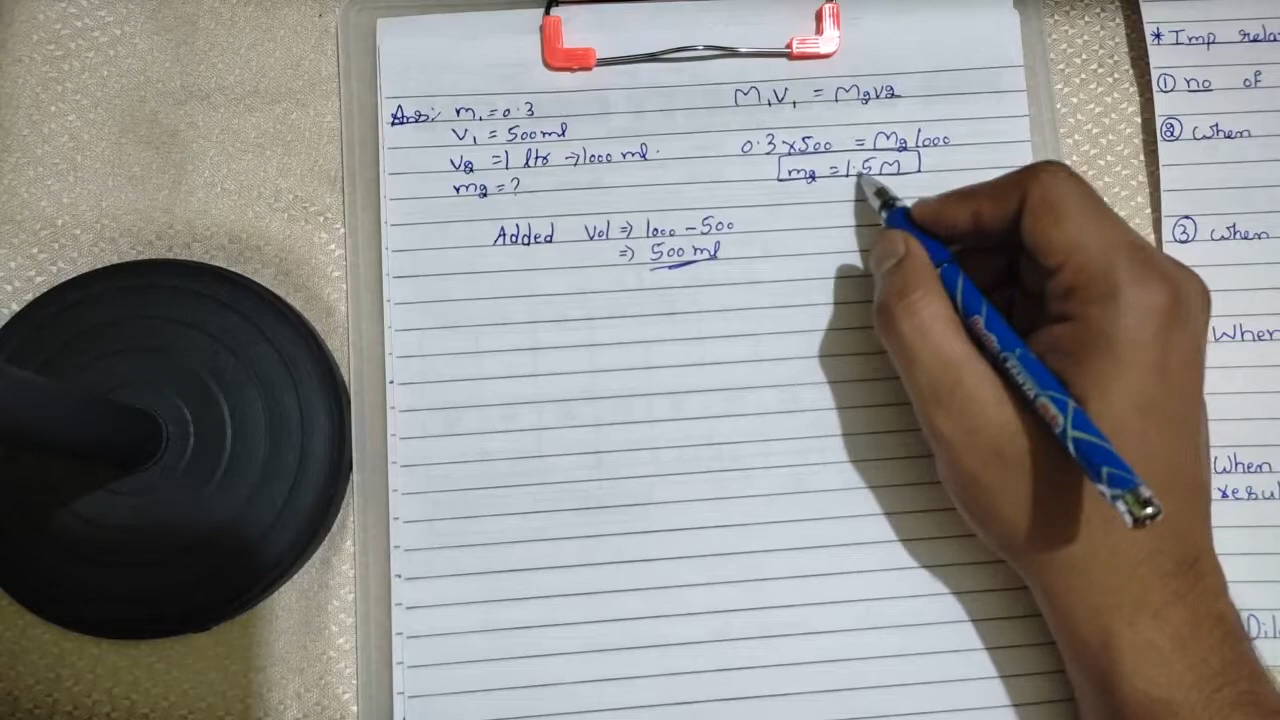 Ans:- m₁ = 0.3
V₁ = 500ml
V₂ = 1 ltr → 1000 ml.
m₂ = ?
M₁V₁ = M₂V₂
0.3 × 500 = M₂ 1000
m₂ = 1.5 M
Added Vol ⇒ 1000 - 500
⇒ 500 ml
* Imp rela
① no of
② when
③ when
When
When
resul
Dil